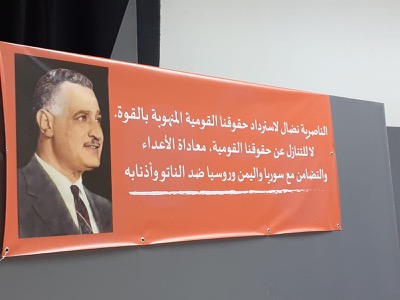 الناصرية نضال لاسترداد حقوقنا القومية المنهوبة بالقوة.
لا للتنازل عن حقوقنا القومية، معاداة الأعداء
والتضامن مع سوريا واليمن وروسيا ضد الناتو وأذنابه